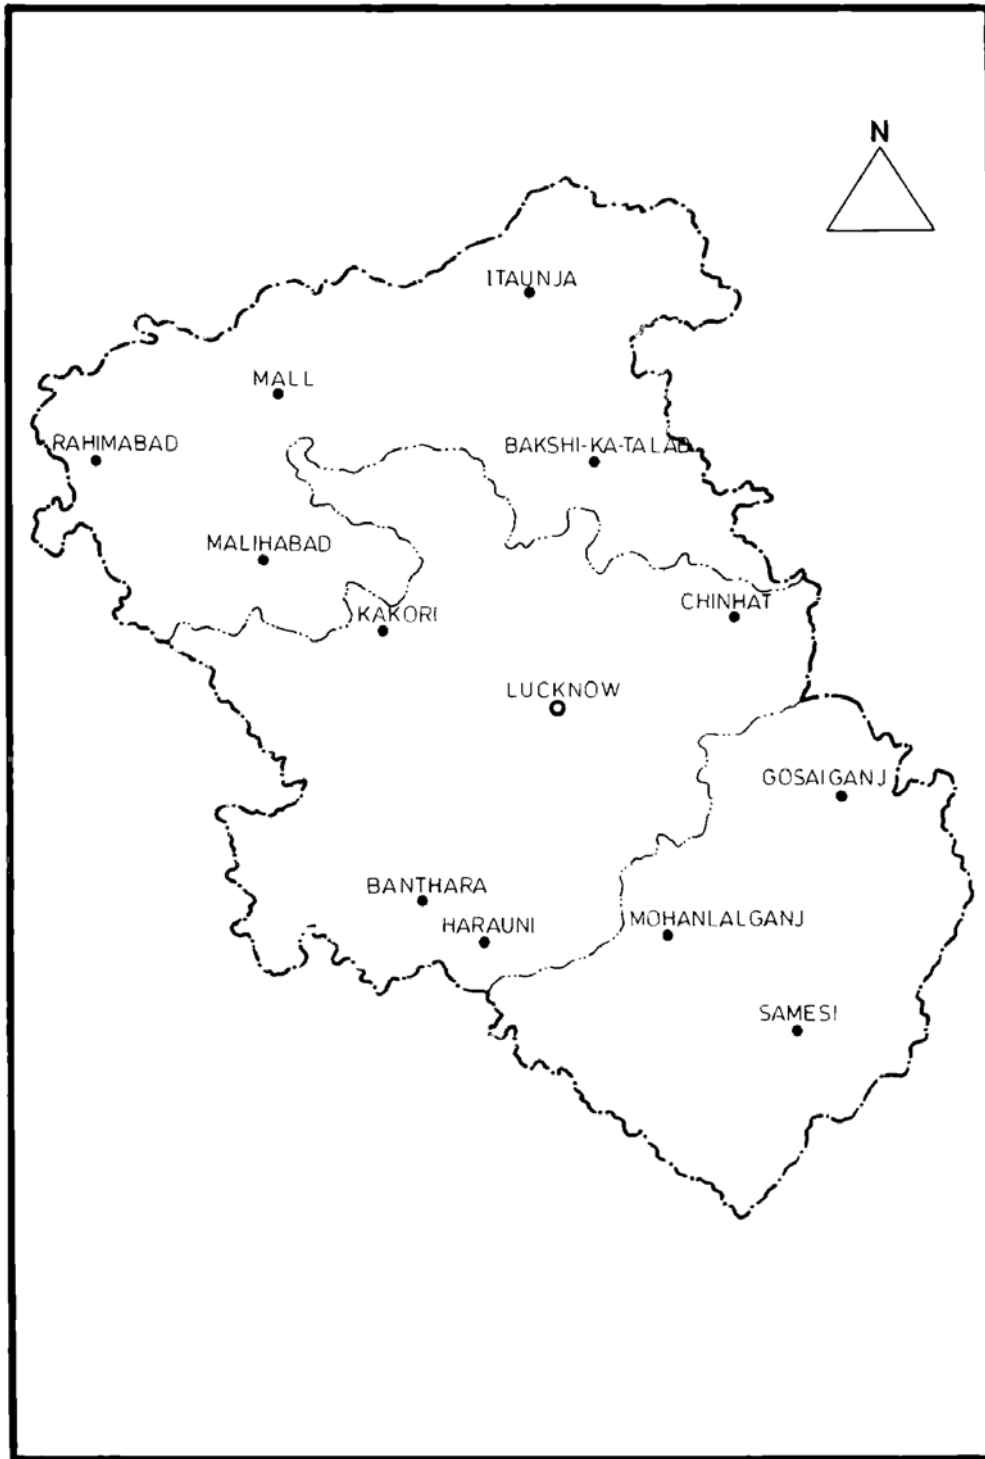 N
ITAUNJA
MALL
RAHIMABAD
BAKSHI-KA-TALAB
MALIHABAD
CHINHAT
KAKORI
LUCKNOW
GOSAIGANJ
BANTHARA
HARAUNI
MOHANLALGANJ
SAMESI